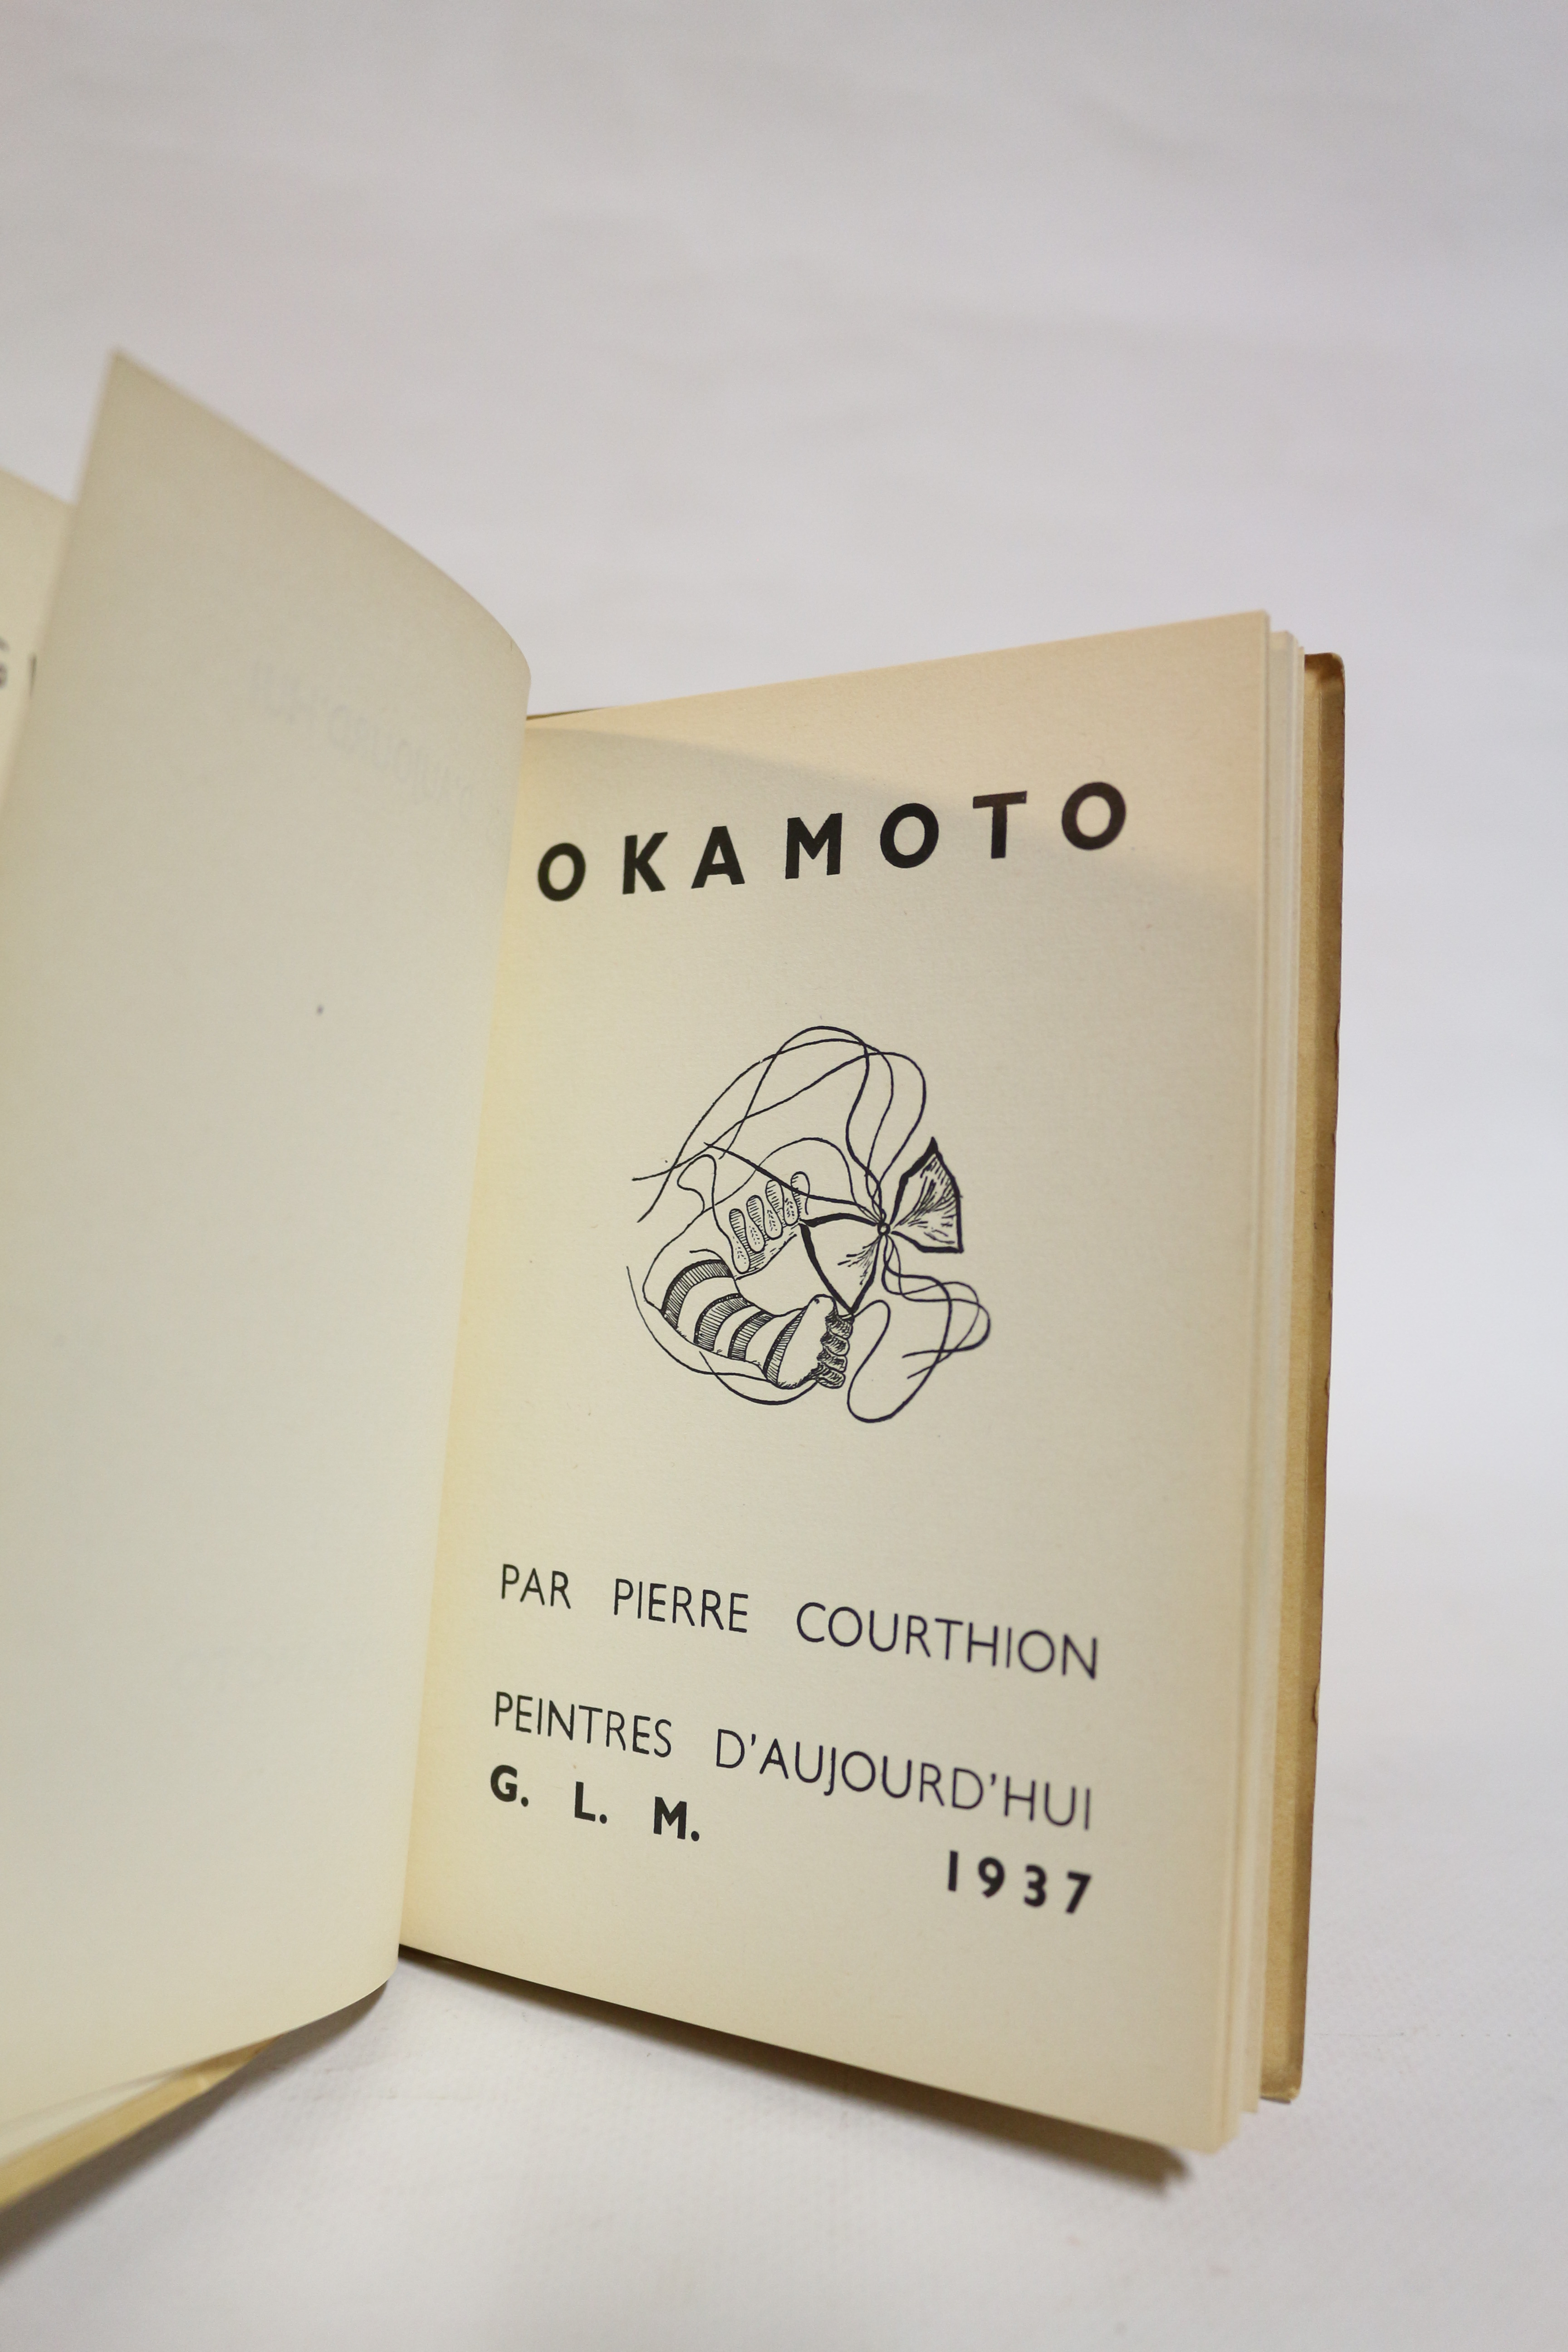 OKAMOTO
PAR PIERRE COURTHION
PEINTRES D'AUJOURD'HUI
G. L. M.
1937